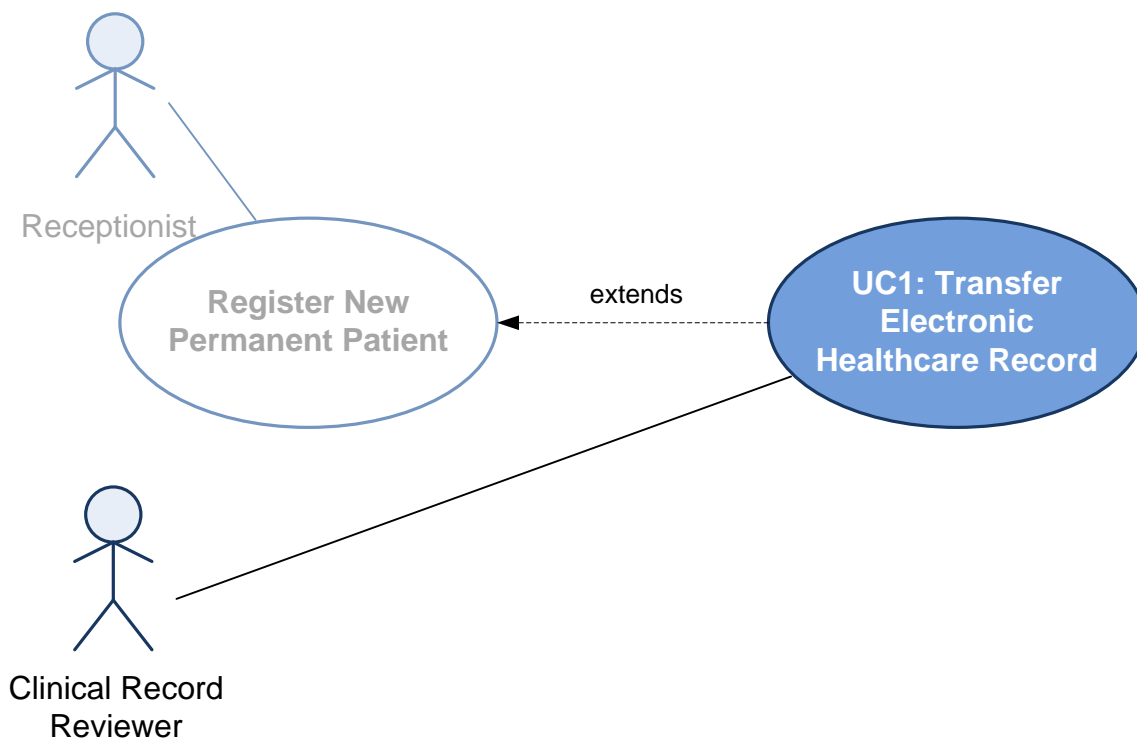 Receptionist
Register New
Permanent Patient
extends
UC1: Transfer
Electronic
Healthcare Record
Clinical Record
Reviewer